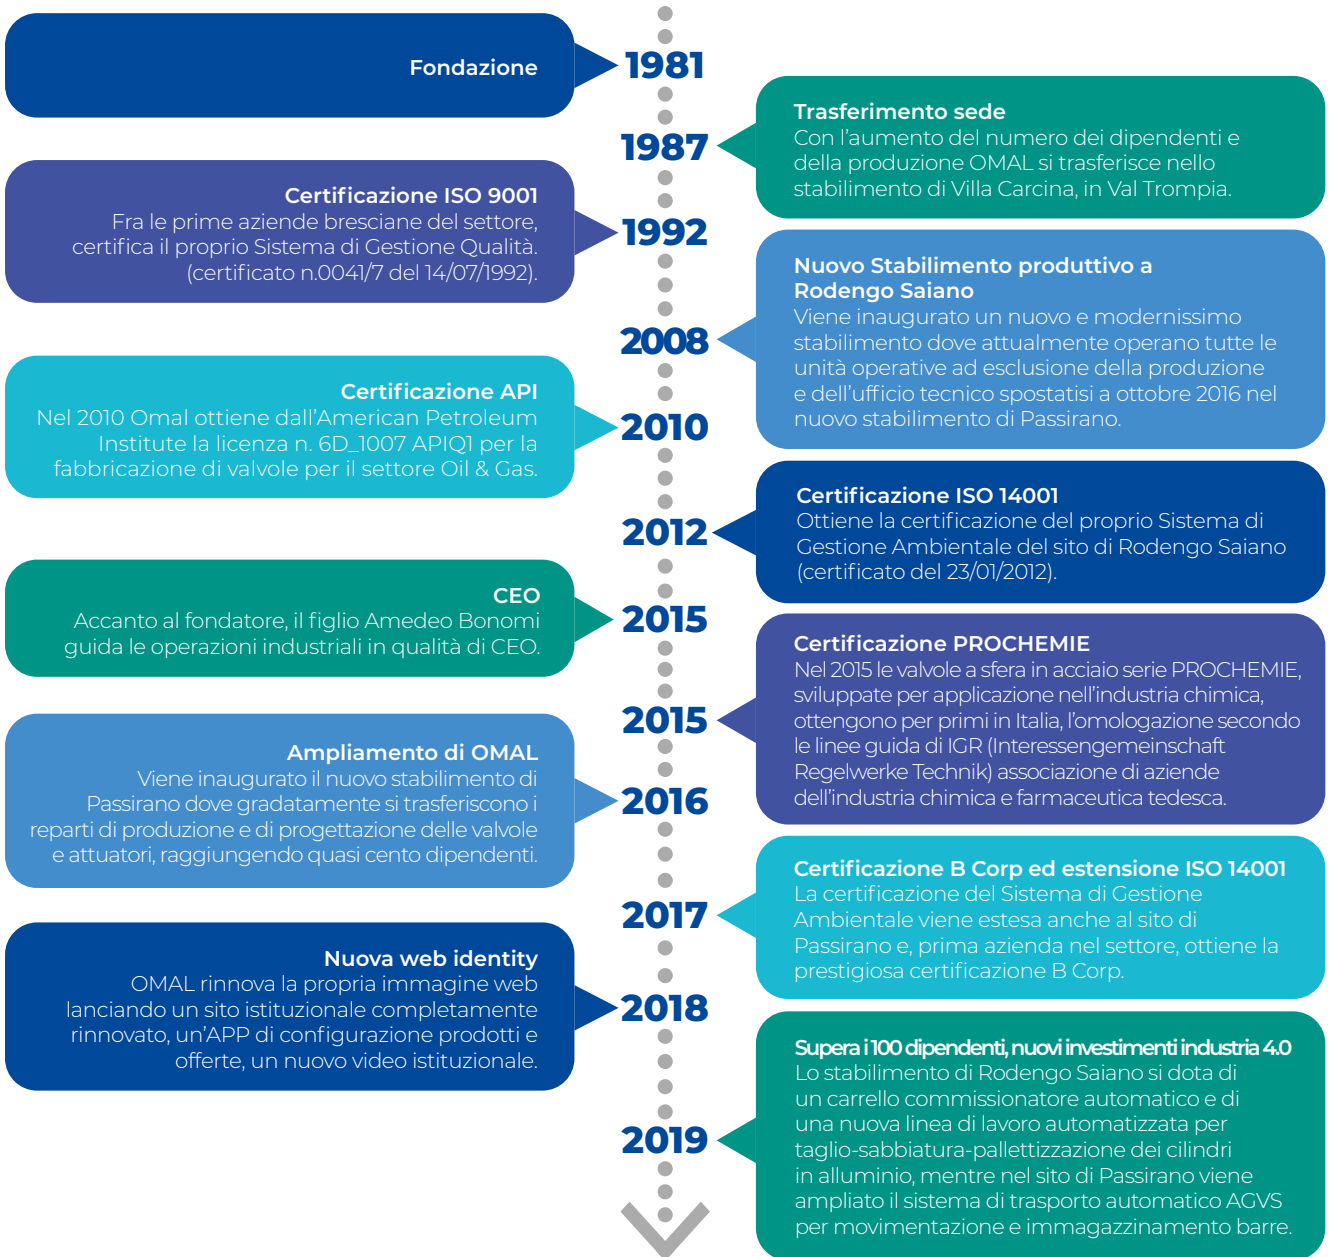 Fondazione
1981
1987
Trasferimento sede
Con l'aumento del numero dei dipendenti e
della produzione OMAL si trasferisce nello
stabilimento di Villa Carcina, in Val Trompia.
Certificazione ISO 9001
Fra le prime aziende bresciane del settore,
certifica il proprio Sistema di Gestione Qualità.
(certificato n.0041/7 del 14/07/1992).
1992
2008
Nuovo Stabilimento produttivo a
Rodengo Saiano
Viene inaugurato un nuovo e modernissimo
stabilimento dove attualmente operano tutte le
unità operative ad esclusione della produzione
e dell'ufficio tecnico spostatisi a ottobre 2016 nel
nuovo stabilimento di Passirano.
Certificazione API
Nel 2010 Omal ottiene dall'American Petroleum
Institute la licenza n. 6D_1007 APIQ1 per la
fabbricazione di valvole per il settore Oil & Gas.
2010
2012
Certificazione ISO 14001
Ottiene la certificazione del proprio Sistema di
Gestione Ambientale del sito di Rodengo Saiano
(certificato del 23/01/2012).
CEO
Accanto al fondatore, il figlio Amedeo Bonomi
guida le operazioni industriali in qualità di CEO.
2015
2015
Certificazione PROCHEMIE
Nel 2015 le valvole a sfera in acciaio serie PROCHEMIE,
sviluppate per applicazione nell'industria chimica,
ottengono per primi in Italia, l'omologazione secondo
le linee guida di IGR (Interessengemeinschaft
Regelwerke Technik) associazione di aziende
dell'industria chimica e farmaceutica tedesca.
Ampliamento di OMAL
Viene inaugurato il nuovo stabilimento di
Passirano dove gradatamente si trasferiscono i
reparti di produzione e di progettazione delle valvole
e attuatori, raggiungendo quasi cento dipendenti.
2016
2017
Certificazione B Corp ed estensione ISO 14001
La certificazione del Sistema di Gestione
Ambientale viene estesa anche al sito di
Passirano e, prima azienda nel settore, ottiene la
prestigiosa certificazione B Corp.
Nuova web identity
OMAL rinnova la propria immagine web
lanciando un sito istituzionale completamente
rinnovato, un'APP di configurazione prodotti e
offerte, un nuovo video istituzionale.
2018
2019
Supera i 100 dipendenti, nuovi investimenti industria 4.0
Lo stabilimento di Rodengo Saiano si dota di
un carrello commissionatore automatico e di
una nuova linea di lavoro automatizzata per
taglio-sabbiatura-pallettizzazione dei cilindri
in alluminio, mentre nel sito di Passirano viene
ampliato il sistema di trasporto automatico AGVS
per movimentazione e immagazzinamento barre.